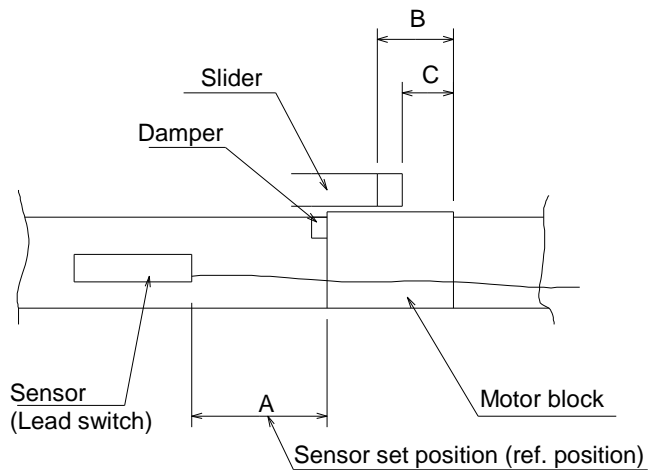 B
C
Slider
Damper
Sensor
(Lead switch)
A
Motor block
Sensor set position (ref. position)